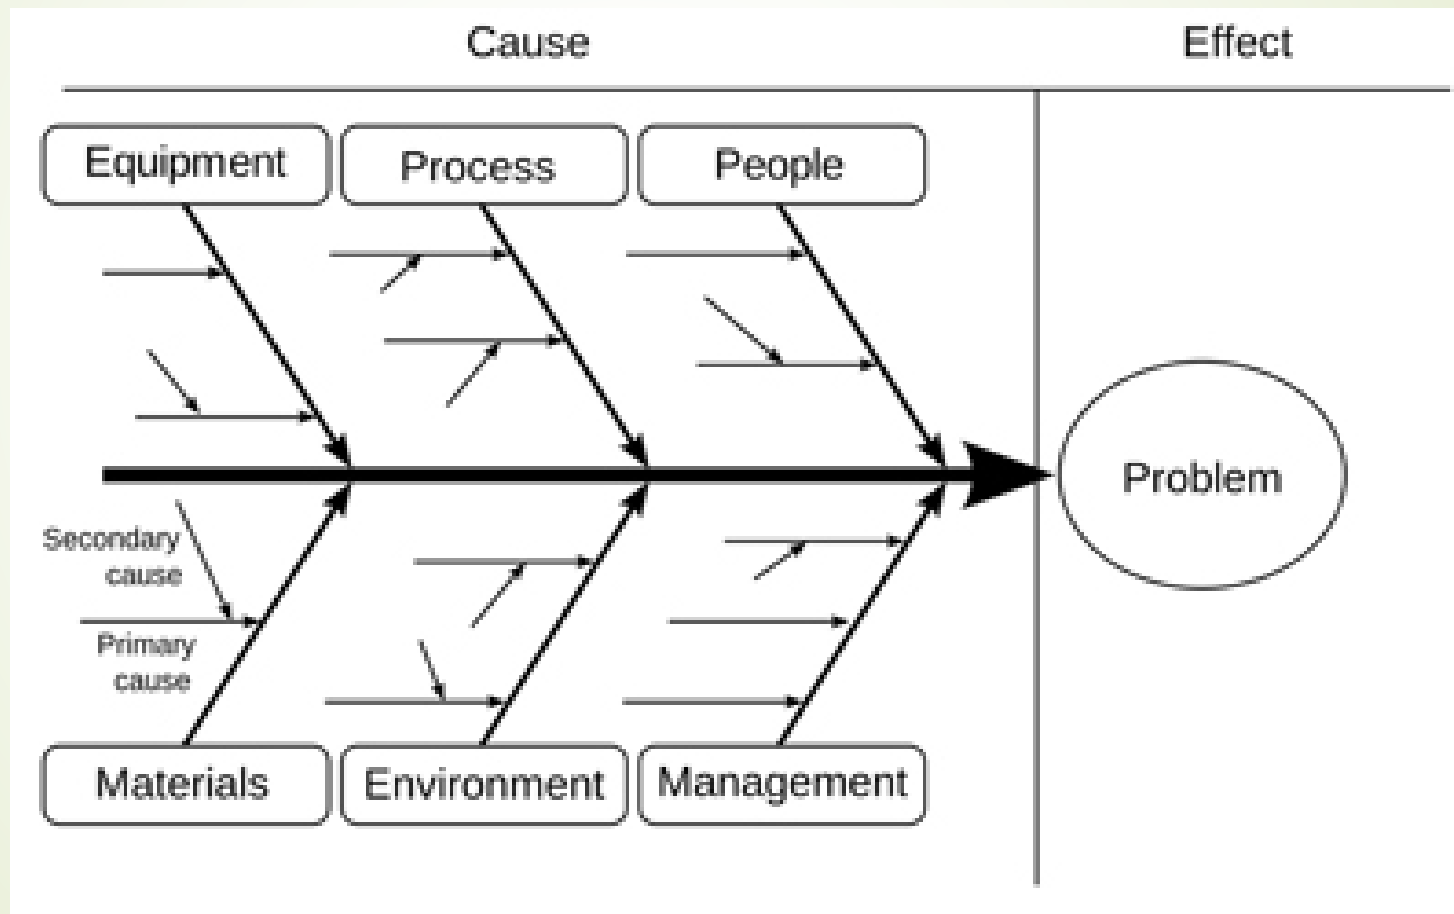 Cause
Effect
Equipment
Process
People
Problem
Secondary
cause
Primary
cause
Materials
Environment
Management